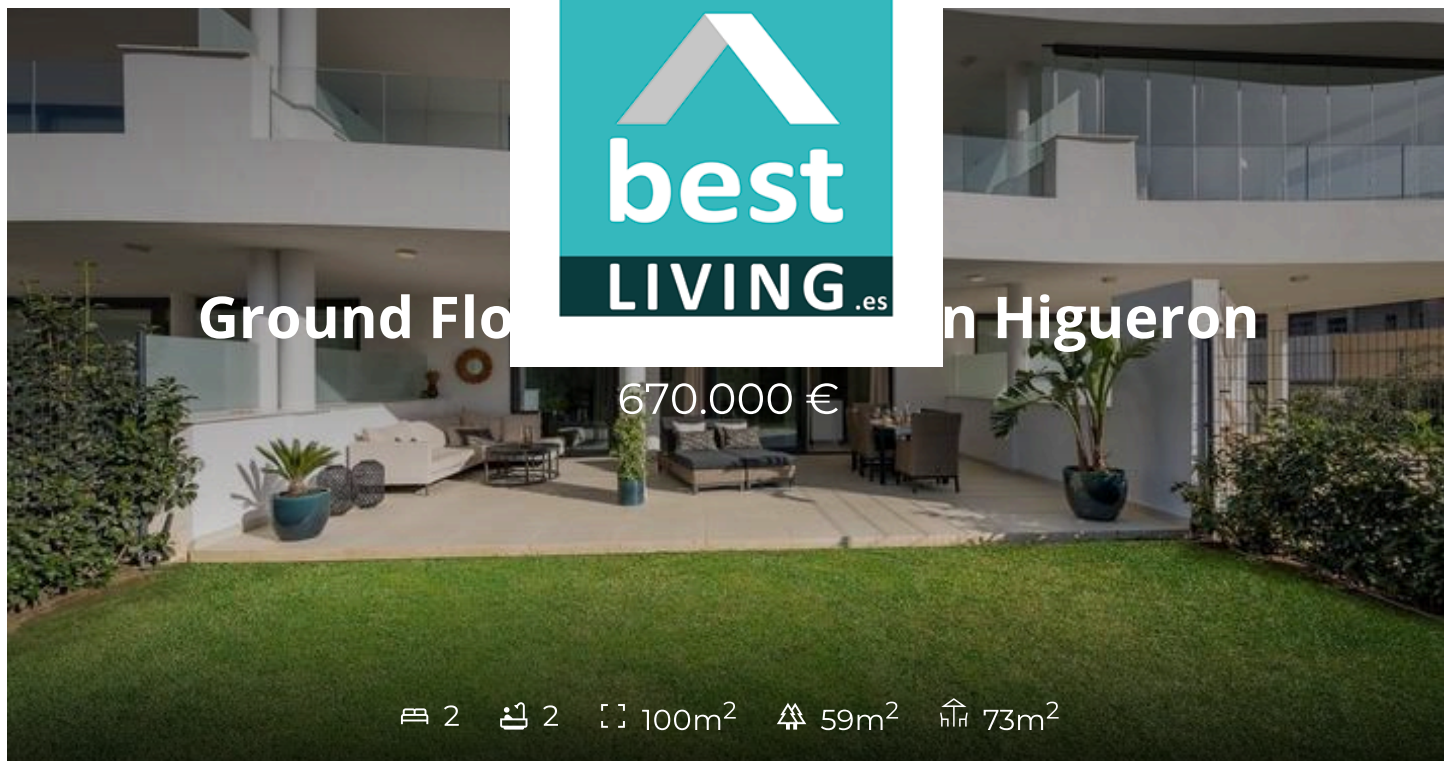 best
LIVING.es
Ground Flo n Higueron
670.000 €
2 2 100m² 59m² 73m²